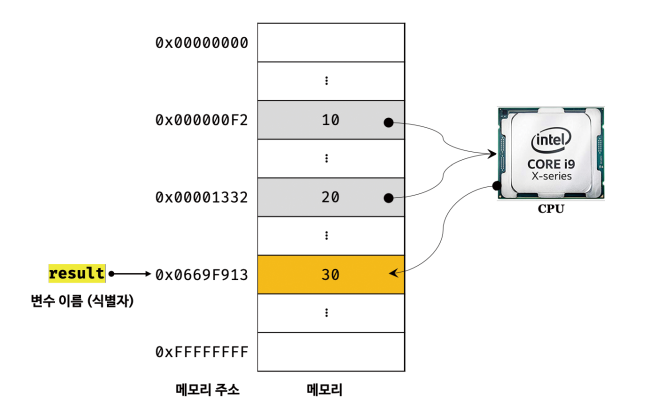 0x00000000
⋮
0x000000F2 10
⋮
0x00001332 20
⋮
result 0x0669F913 30
변수 이름 (식별자)
⋮
0xFFFFFFFF
메모리 주소 메모리
intel
CORE i9
X-series
CPU